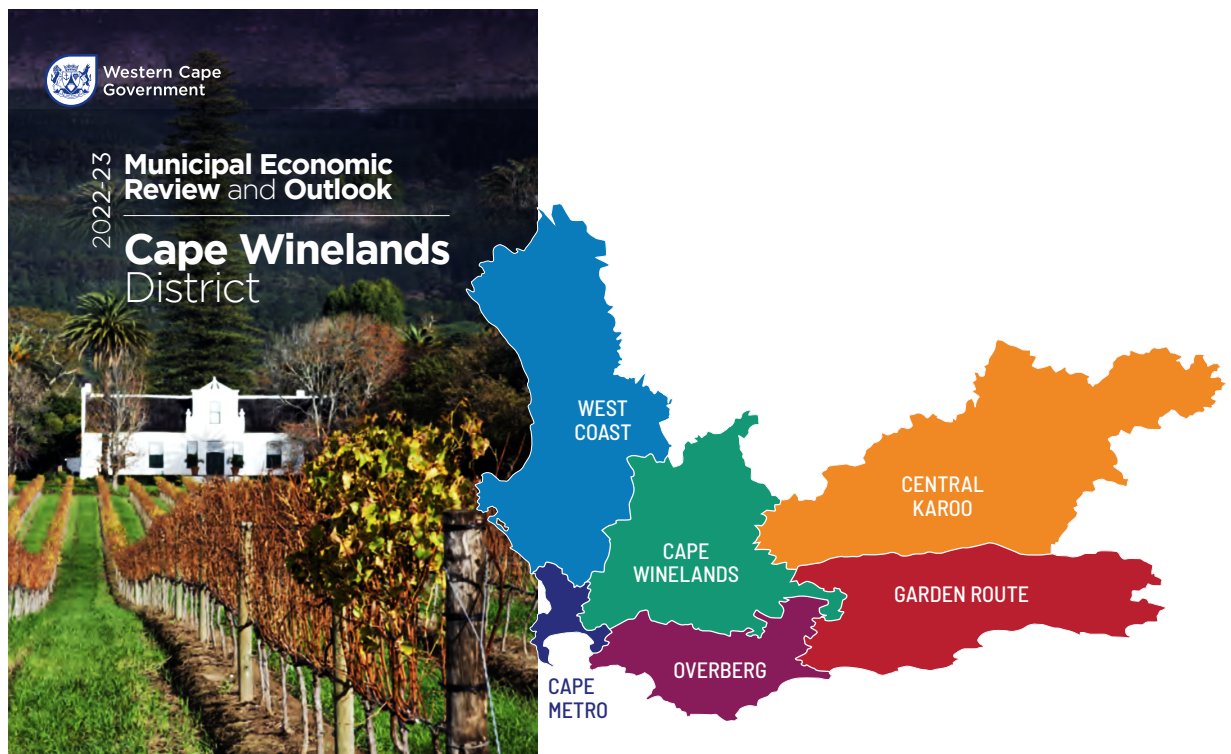 Western Cape
Government
2022-23
Municipal Economic
Review and Outlook
Cape Winelands
District
WEST
COAST
CENTRAL
KAROO
CAPE
WINELANDS
GARDEN ROUTE
OVERBERG
CAPE
METRO